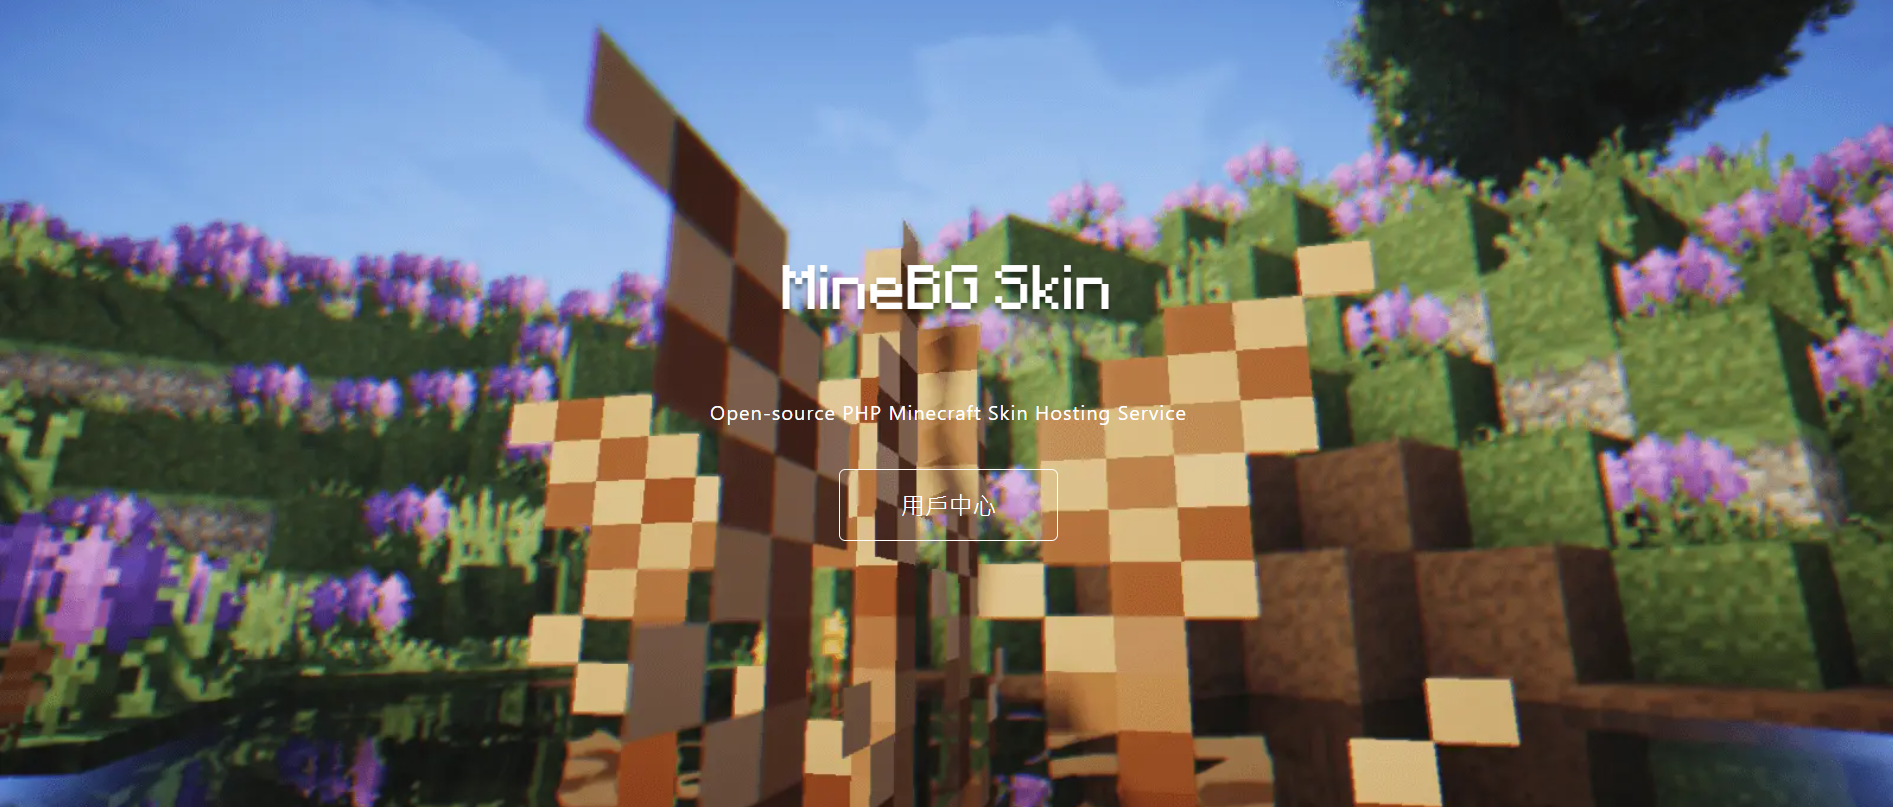 MineBG Skin
Open-source PHP Minecraft Skin Hosting Service
用戶中心